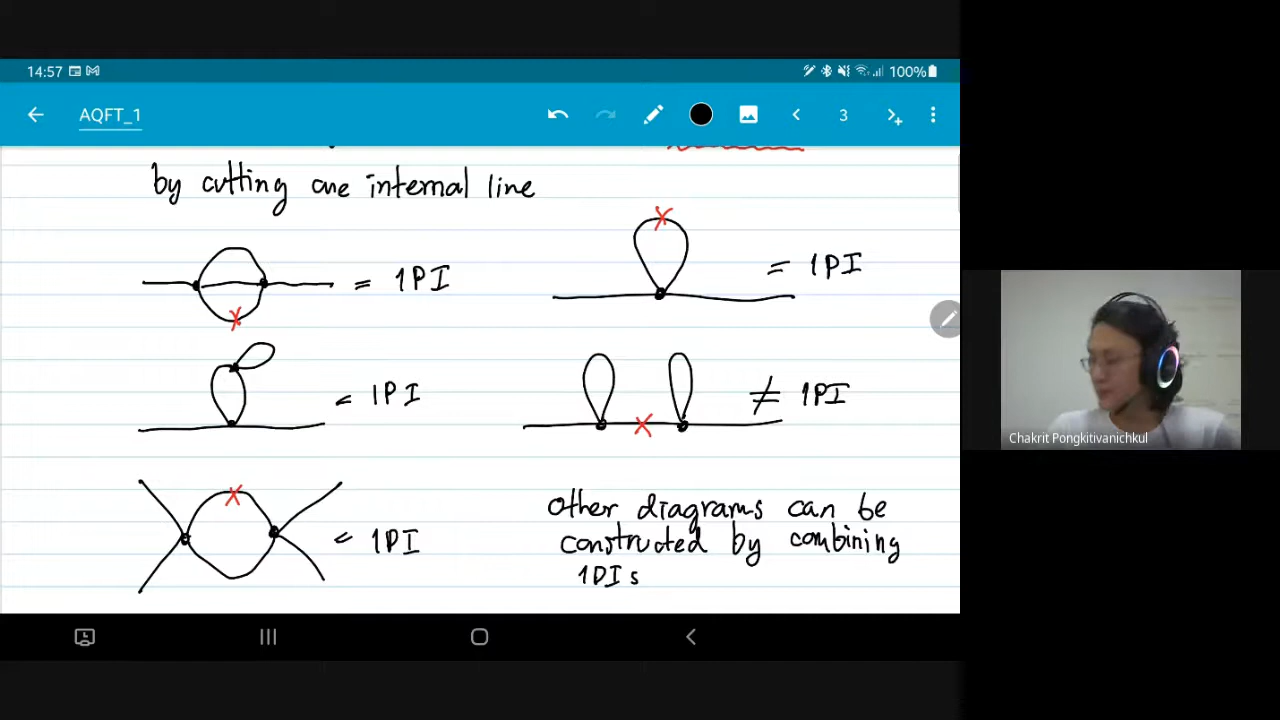 14:57
100%
AQFT_1
3
by cutting one internal line
= 1PI
= 1PI
= 1PI
≠ 1PI
= 1PI
Other diagrams can be
constructed by combining
1PIs
Chakrit Pongkitivanichkul